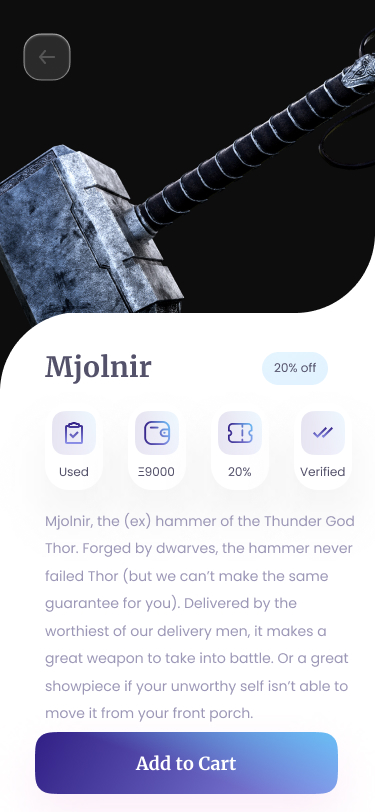 Mjolnir
20% off
Used
Ξ9000
20%
Verified
Mjolnir, the (ex) hammer of the Thunder God
Thor. Forged by dwarves, the hammer never
failed Thor (but we can’t make the same
guarantee for you). Delivered by the
worthiest of our delivery men, it makes a
great weapon to take into battle. Or a great
showpiece if your unworthy self isn’t able to
move it from your front porch.
Add to Cart